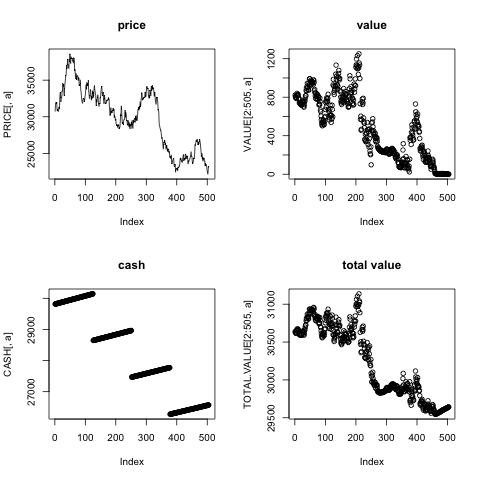 price
PRICE[, a]
25000 30000 35000
0 100 200 300 400 500
Index
value
VALUE[2:505, a]
0 400 800 1200
0 100 200 300 400 500
Index
cash
CASH[, a]
27000 29000
0 100 200 300 400 500
Index
total value
TOTAL.VALUE[2:505, a]
29500 30000 31000
0 100 200 300 400 500
Index